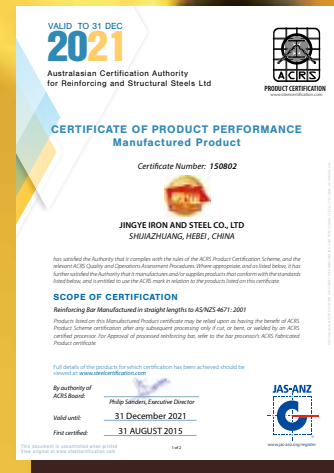 VALID TO 31 DEC
2021
Australasian Certification Authority
for Reinforcing and Structural Steels Ltd
ACRS
PRODUCT CERTIFICATION
www.steelcertification.com
CERTIFICATE OF PRODUCT PERFORMANCE
Manufactured Product
Certificate Number: 150802
JINGYE IRON AND STEEL CO., LTD
SHIJIAZHUANG, HEBEI, CHINA
has satisfied the Authority that it complies with the rules of the ACRS Product Certification Scheme, and the
relevant ACRS Quality and Operations Assessment Procedures. Where appropriate, and as listed below, it has
further satisfied the Authority that it manufactures and/or supplies products that conform with the standards
listed below, and is entitled to use the ACRS mark in relation to the products listed on this certificate.
SCOPE OF CERTIFICATION
Reinforcing Bar Manufactured in straight lengths to AS/NZS 4671: 2001
Products listed on this Manufactured Product certificate may be relied upon as having the benefit of ACRS
Product Scheme certification after any subsequent processing only if cut, bent, or welded by an ACRS
certified processor. For Approval of processed reinforcing bar, refer to the bar processor's ACRS Fabricated
Product certificate.
Full details of the products for which certification has been achieved should be
viewed at: www.steelcertification.com
By authority of
ACRS Board:
Philip Sanders, Executive Director
Valid until: 31 December 2021
First certified: 31 AUGUST 2015
JAS-ANZ
C
www.jas-anz.org/register
This document is uncontrolled when printed
View original at www.steelcertification.com
1 of 2